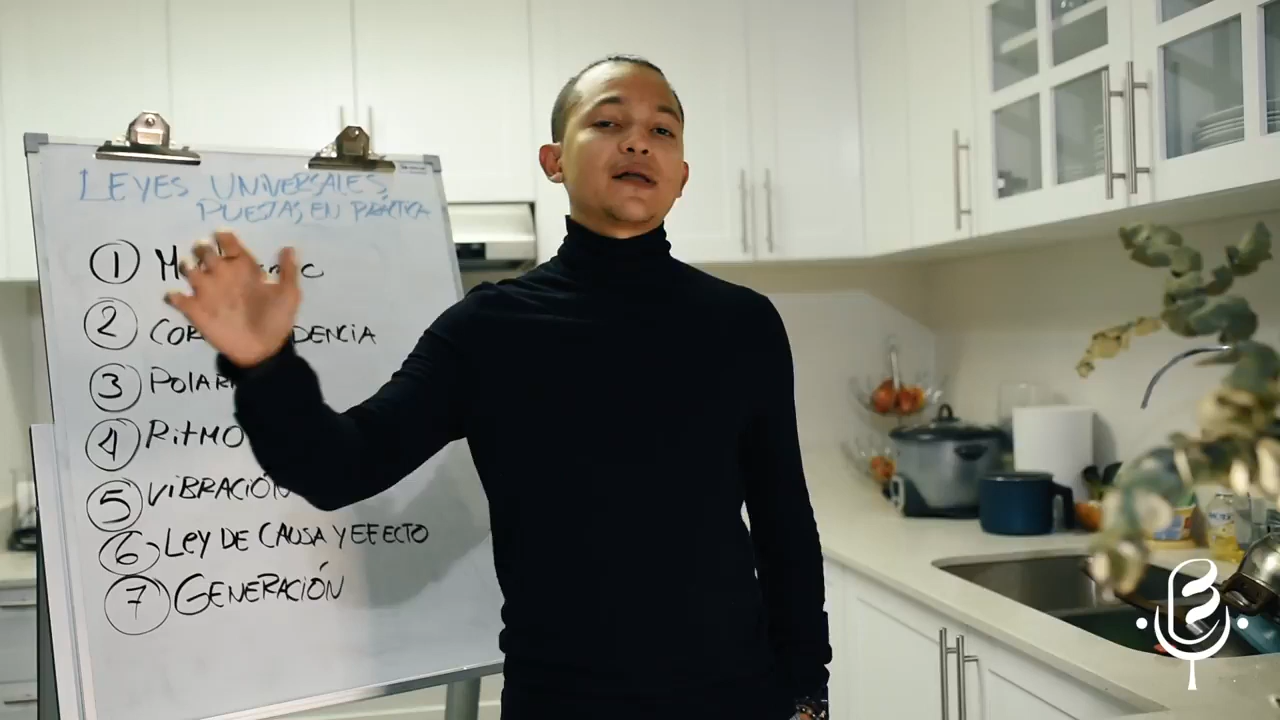 LEYES UNIVERSALES
PUESTAS EN PRÁCTICA
1
2
3
4 RITMO
5 VIBRACIÓN
6 LEY DE CAUSA Y EFECTO
7 GENERACIÓN